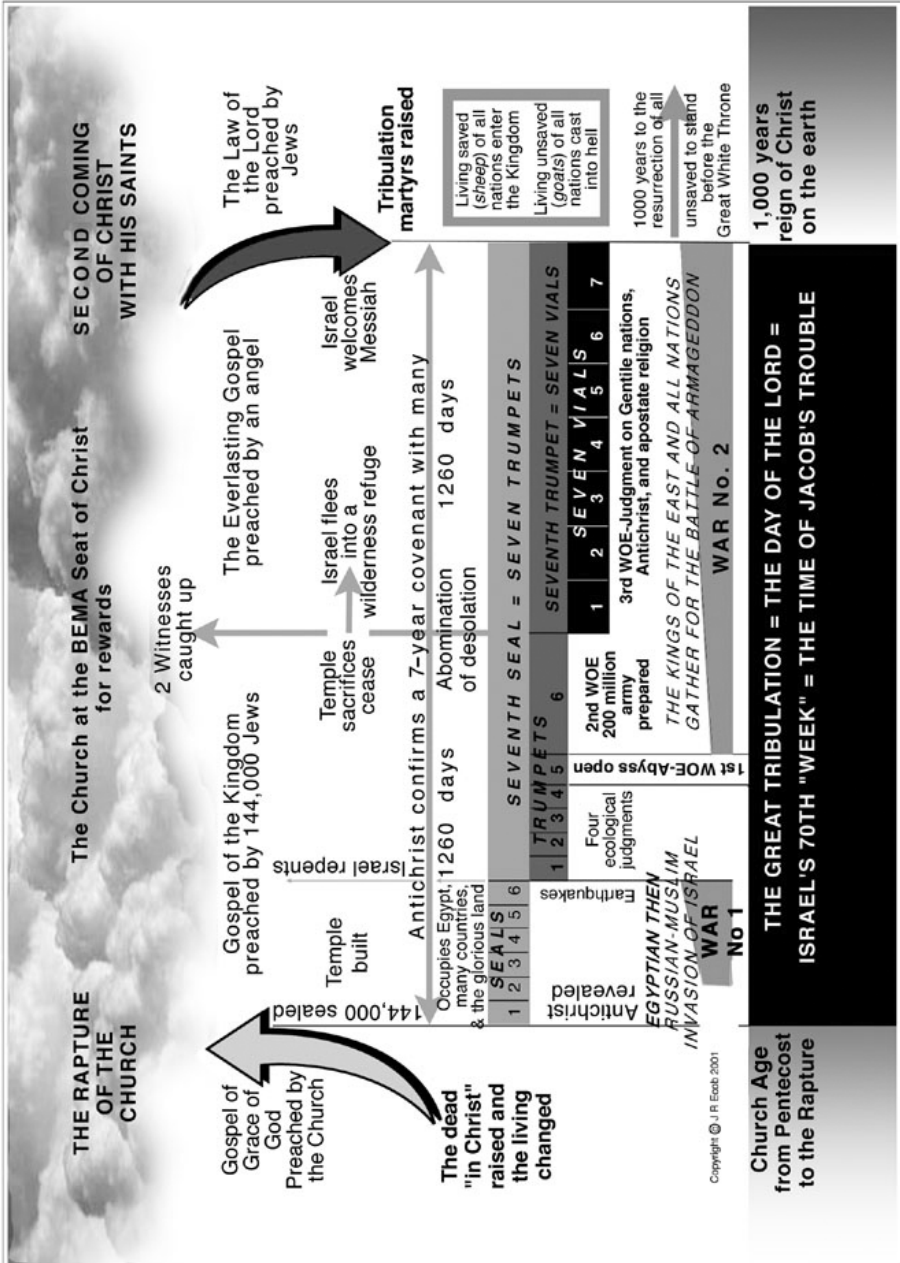 THE RAPTURE
OF THE
CHURCH
The Church at the BEMA Seat of Christ
for rewards
SECOND COMING
OF CHRIST
WITH HIS SAINTS
2 Witnesses
caught up
Gospel of
Grace of
God
Preached by
the Church
Gospel of the Kingdom
preached by 144,000 Jews
The Everlasting Gospel
preached by an angel
The Law of
the Lord
preached by
Jews
144,000 sealed
Temple
built
Israel repents
Temple
sacrifices
cease
Israel flees
into a
wilderness refuge
Israel
welcomes
Messiah
The dead
"in Christ"
raised and
the living
changed
Tribulation
martyrs raised
Antichrist confirms a 7-year covenant with many
Occupies Egypt,
many countries,
& the glorious land
1260 days
Abomination
of desolation
1260 days
SEALS
1 2 3 4 5 6
SEVENTH SEAL = SEVEN TRUMPETS
TRUMPETS
1 2 3 4 5 6
SEVENTH TRUMPET = SEVEN VIALS
SEVEN VIALS
1 2 3 4 5 6 7
Living saved
(sheep) of all
nations enter
the Kingdom
Living unsaved
(goats) of all
nations cast
into hell
Antichrist
revealed
Earthquakes
Four
ecological
judgments
1st WOE-Abyss open
2nd WOE
200 million
army
prepared
3rd WOE-Judgment on Gentile nations,
Antichrist, and apostate religion
EGYPTIAN THEN
RUSSIAN-MUSLIM
INVASION OF ISRAEL
WAR
No 1
THE KINGS OF THE EAST AND ALL NATIONS
GATHER FOR THE BATTLE OF ARMAGEDDON
WAR No. 2
1000 years to the
resurrection of all
unsaved to stand
before the
Great White Throne
Copyright © J R Ecob 2001
Church Age
from Pentecost
to the Rapture
THE GREAT TRIBULATION = THE DAY OF THE LORD =
ISRAEL'S 70TH "WEEK" = THE TIME OF JACOB'S TROUBLE
1,000 years
reign of Christ
on the earth